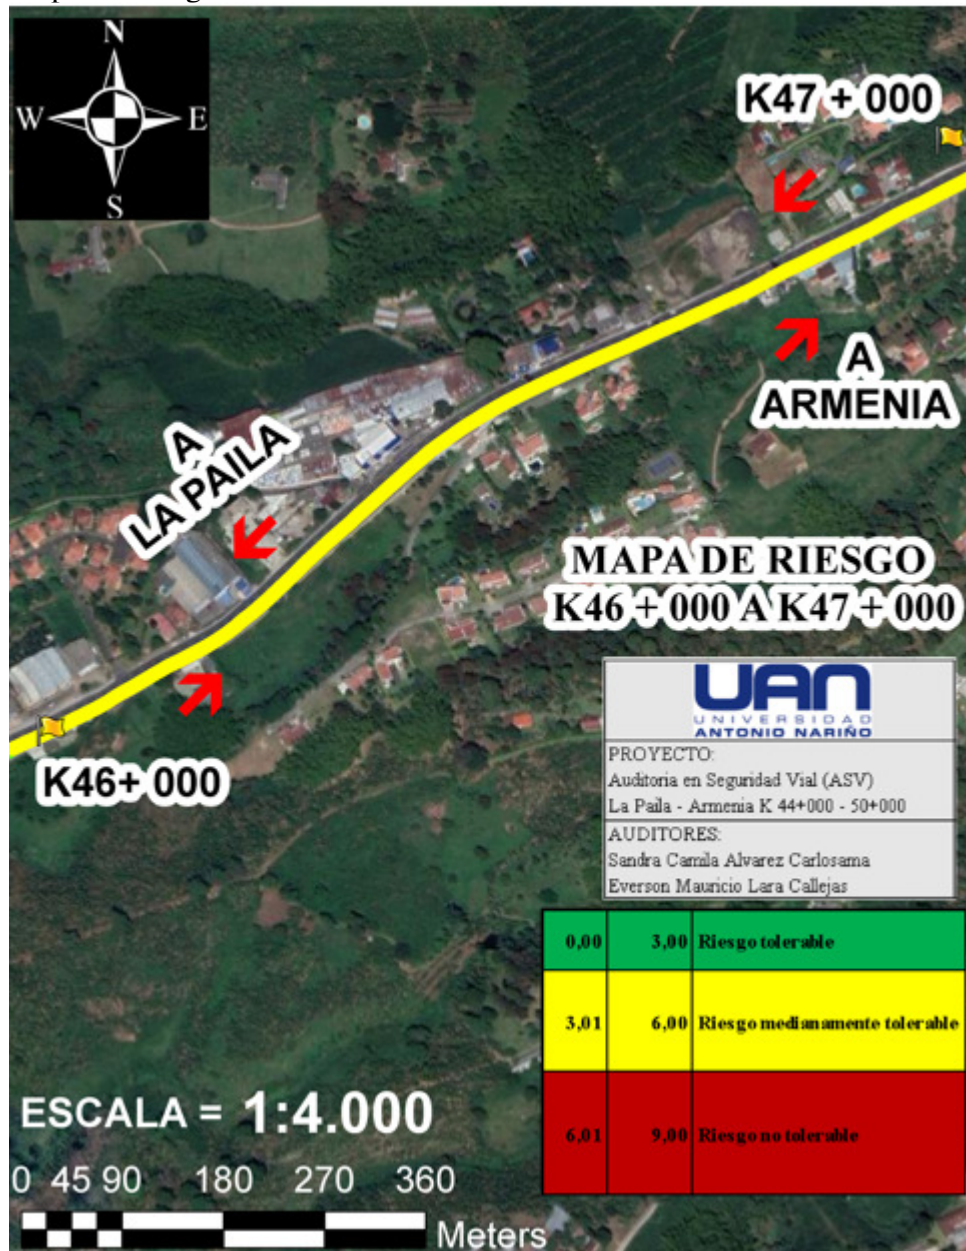 N
W E
S
K47 + 000
A
ARMENIA
A
LA PAILA
MAPA DE RIESGO
K46 + 000 A K47 + 000
K46+ 000
UAN
UNIVERSIDAD
ANTONIO NARIÑO
PROYECTO:
Auditoria en Seguridad Vial (ASV)
La Paila - Armenia K 44+000 - 50+000
AUDITORES:
Sandra Camila Alvarez Carlosama
Everson Mauricio Lara Callejas
0,00 3,00 Riesgo tolerable
3,01 6,00 Riesgo medianamente tolerable
6,01 9,00 Riesgo no tolerable
ESCALA = 1:4.000
0 45 90 180 270 360
Meters